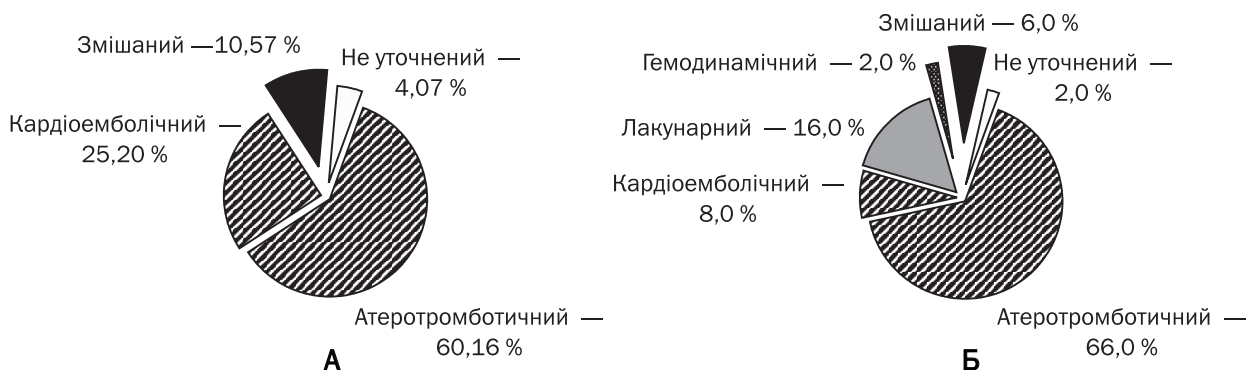 Змішаний —10,57 %
Не уточнений —
4,07 %
Кардіоемболічний —
25,20 %
Атеротромботичний —
60,16 %
А
Змішаний — 6,0 %
Гемодинамічний — 2,0 %
Не уточнений —
2,0 %
Лакунарний — 16,0 %
Кардіоемболічний —
8,0 %
Атеротромботичний —
66,0 %
Б